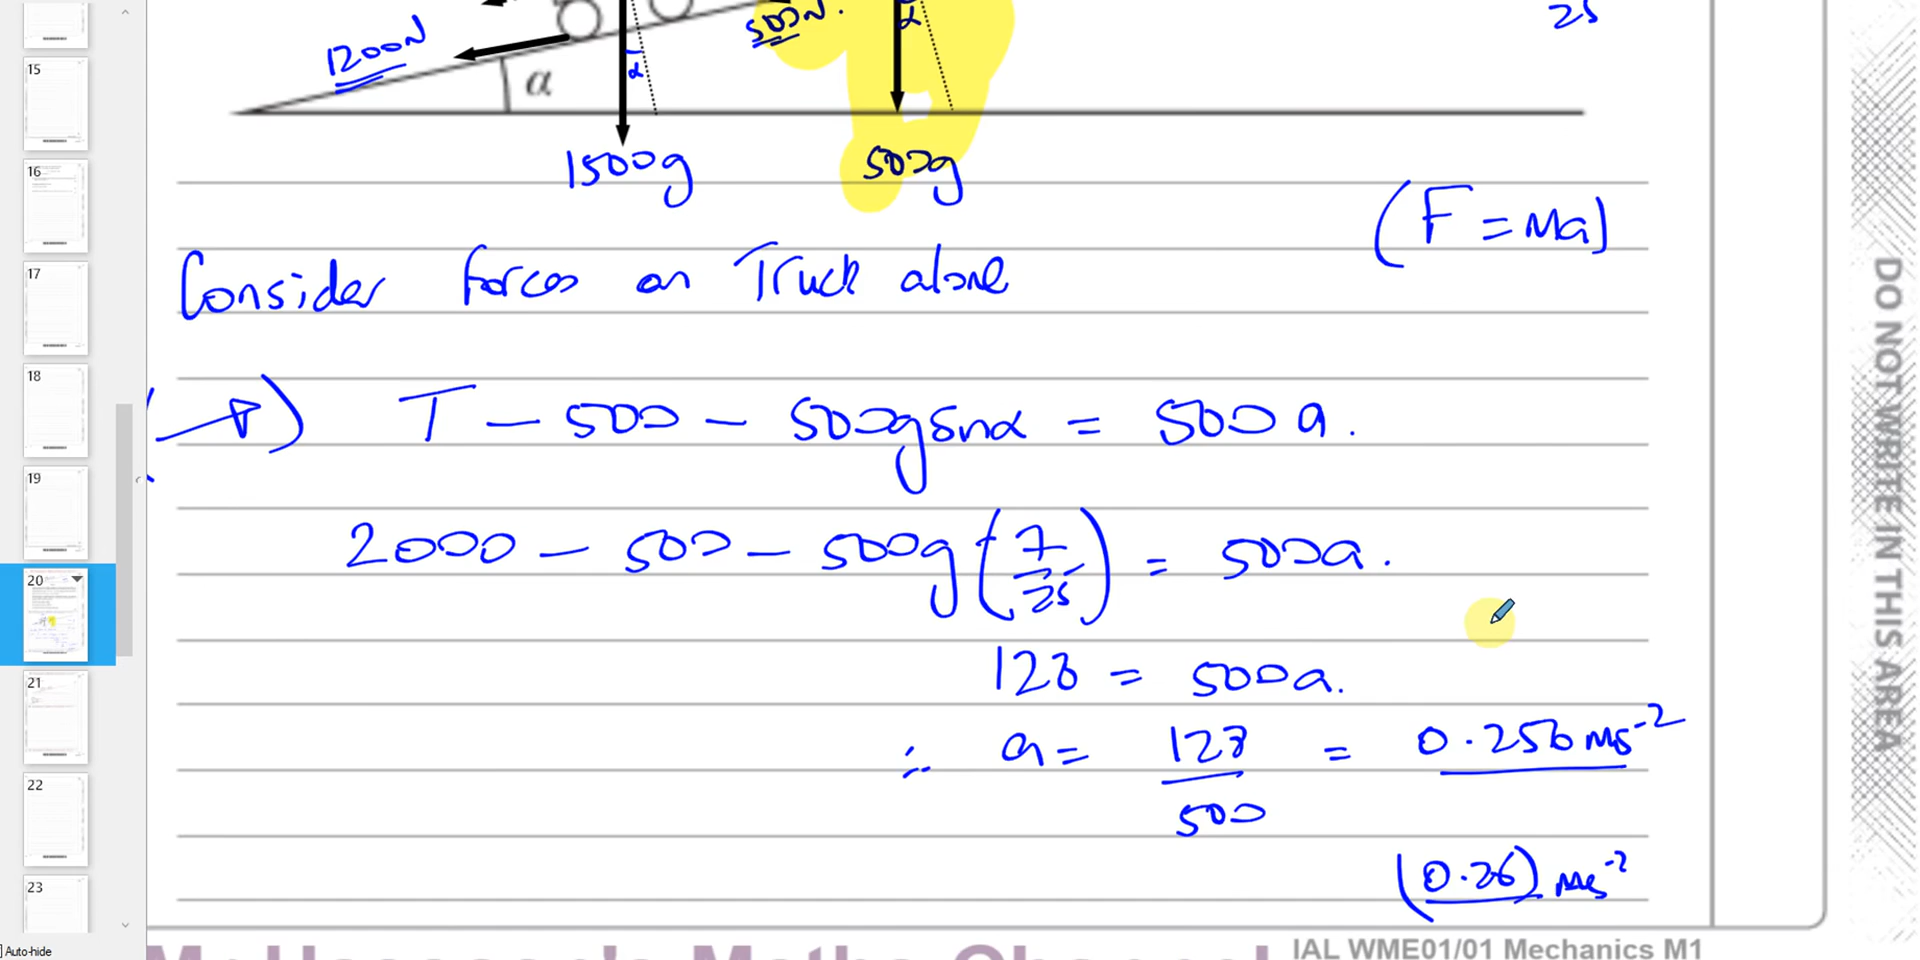 25
500N.
1200N
α
α
α
15
16
17
18
19
20
21
22
23
1500g
500g
(F = Ma)
Consider forces on Truck alone
(↗) T - 500 - 500g sin α = 500a.
2000 - 500 - 500g (7/25) = 500a.
128 = 500a.
∴ a = 128/500 = 0.256 ms⁻²
(0.26) ms⁻²
DO NOT WRITE IN THIS AREA
Auto-hide
IAL WME01/01 Mechanics M1